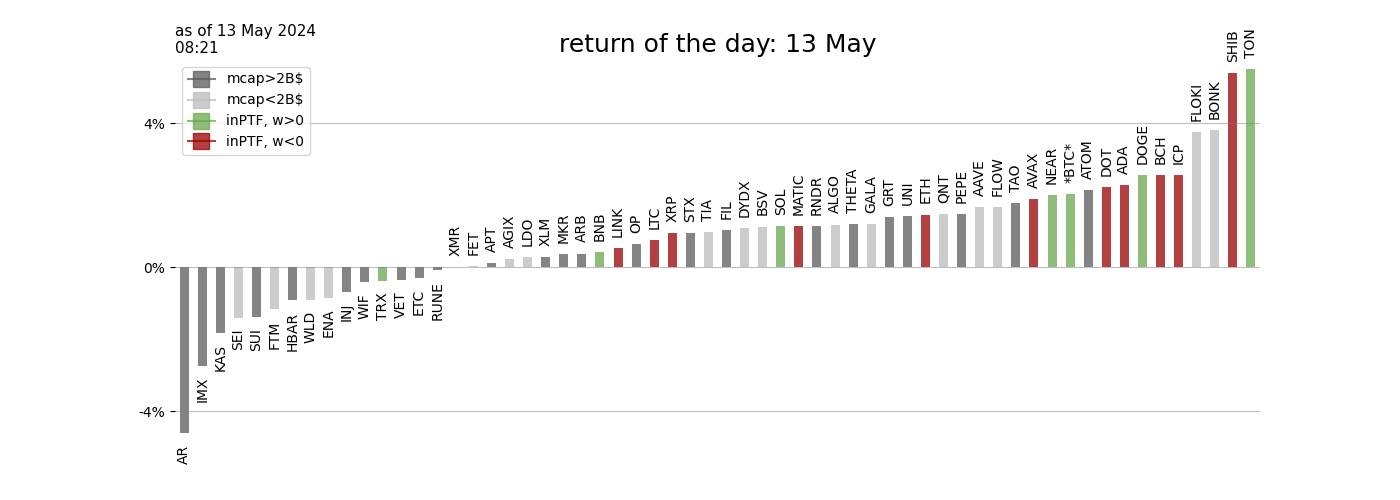 as of 13 May 2024
08:21
return of the day: 13 May
mcap>2B$
mcap<2B$
inPTF, w>0
inPTF, w<0
4%
0%
-4%
AR
IMX
KAS
SEI
SUI
FTM
HBAR
WLD
ENA
INJ
WIF
TRX
VET
ETC
RUNE
XMR
FET
APT
AGIX
LDO
XLM
MKR
ARB
BNB
LINK
OP
LTC
XRP
STX
TIA
FIL
DYDX
BSV
SOL
MATIC
RNDR
ALGO
THETA
GALA
GRT
UNI
ETH
QNT
PEPE
AAVE
FLOW
TAO
AVAX
NEAR
*BTC*
ATOM
DOT
ADA
DOGE
BCH
ICP
FLOKI
BONK
SHIB
TON